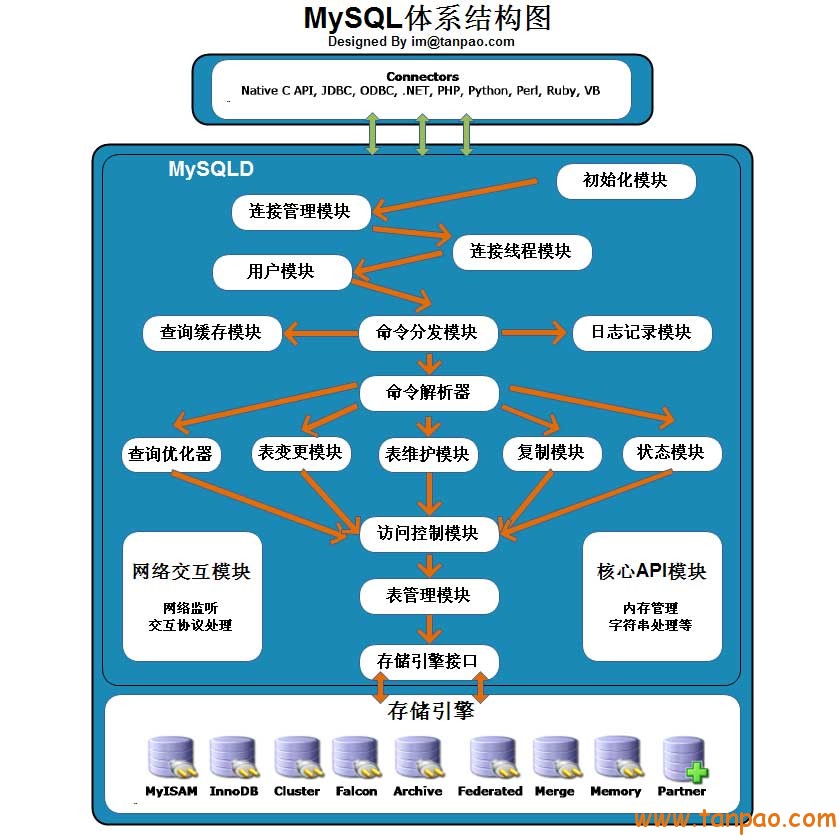 MySQL体系结构图
Designed By im@tanpao.com
Connectors
Native C API, JDBC, ODBC, .NET, PHP, Python, Perl, Ruby, VB
MySQLD
初始化模块
连接管理模块
连接线程模块
用户模块
查询缓存模块
命令分发模块
日志记录模块
命令解析器
查询优化器
表变更模块
表维护模块
复制模块
状态模块
访问控制模块
网络交互模块
网络监听
交互协议处理
核心API模块
内存管理
字符串处理等
表管理模块
存储引擎接口
存储引擎
MyISAM
InnoDB
Cluster
Falcon
Archive
Federated
Merge
Memory
Partner
www.tanpao.com